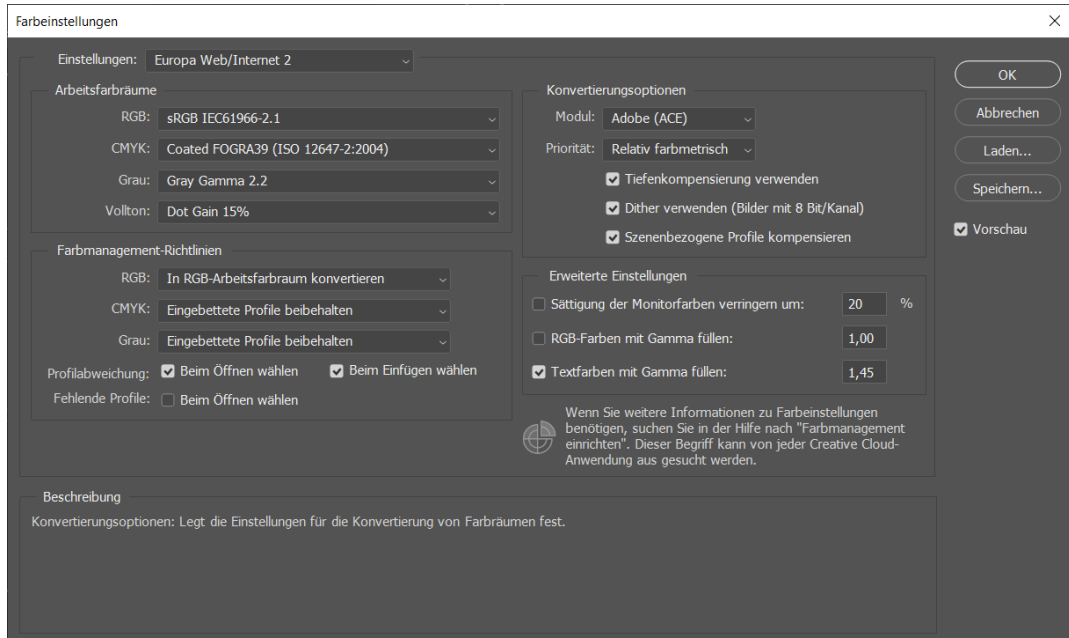 Farbeinstellungen
Einstellungen: Europa Web/Internet 2
Arbeitsfarbräume
RGB: sRGB IEC61966-2.1
CMYK: Coated FOGRA39 (ISO 12647-2:2004)
Grau: Gray Gamma 2.2
Vollton: Dot Gain 15%
Farbmanagement-Richtlinien
RGB: In RGB-Arbeitsfarbraum konvertieren
CMYK: Eingebettete Profile beibehalten
Grau: Eingebettete Profile beibehalten
Profilabweichung: Beim Öffnen wählen Beim Einfügen wählen
Fehlende Profile: Beim Öffnen wählen
Konvertierungsoptionen
Modul: Adobe (ACE)
Priorität: Relativ farbmetrisch
Tiefenkompensierung verwenden
Dither verwenden (Bilder mit 8 Bit/Kanal)
Szenenbezogene Profile kompensieren
Erweiterte Einstellungen
Sättigung der Monitorfarben verringern um: 20 %
RGB-Farben mit Gamma füllen: 1,00
Textfarben mit Gamma füllen: 1,45
Wenn Sie weitere Informationen zu Farbeinstellungen
benötigen, suchen Sie in der Hilfe nach "Farbmanagement
einrichten". Dieser Begriff kann von jeder Creative Cloud-
Anwendung aus gesucht werden.
OK
Abbrechen
Laden...
Speichern...
Vorschau
Beschreibung
Konvertierungsoptionen: Legt die Einstellungen für die Konvertierung von Farbräumen fest.